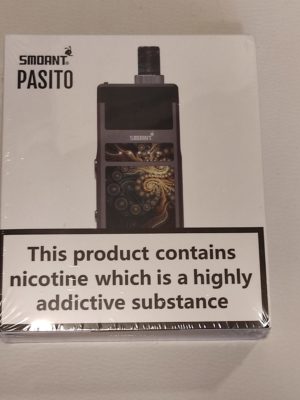 SMOANT
PASITO
SMOANT
This product contains
nicotine which is a highly
addictive substance